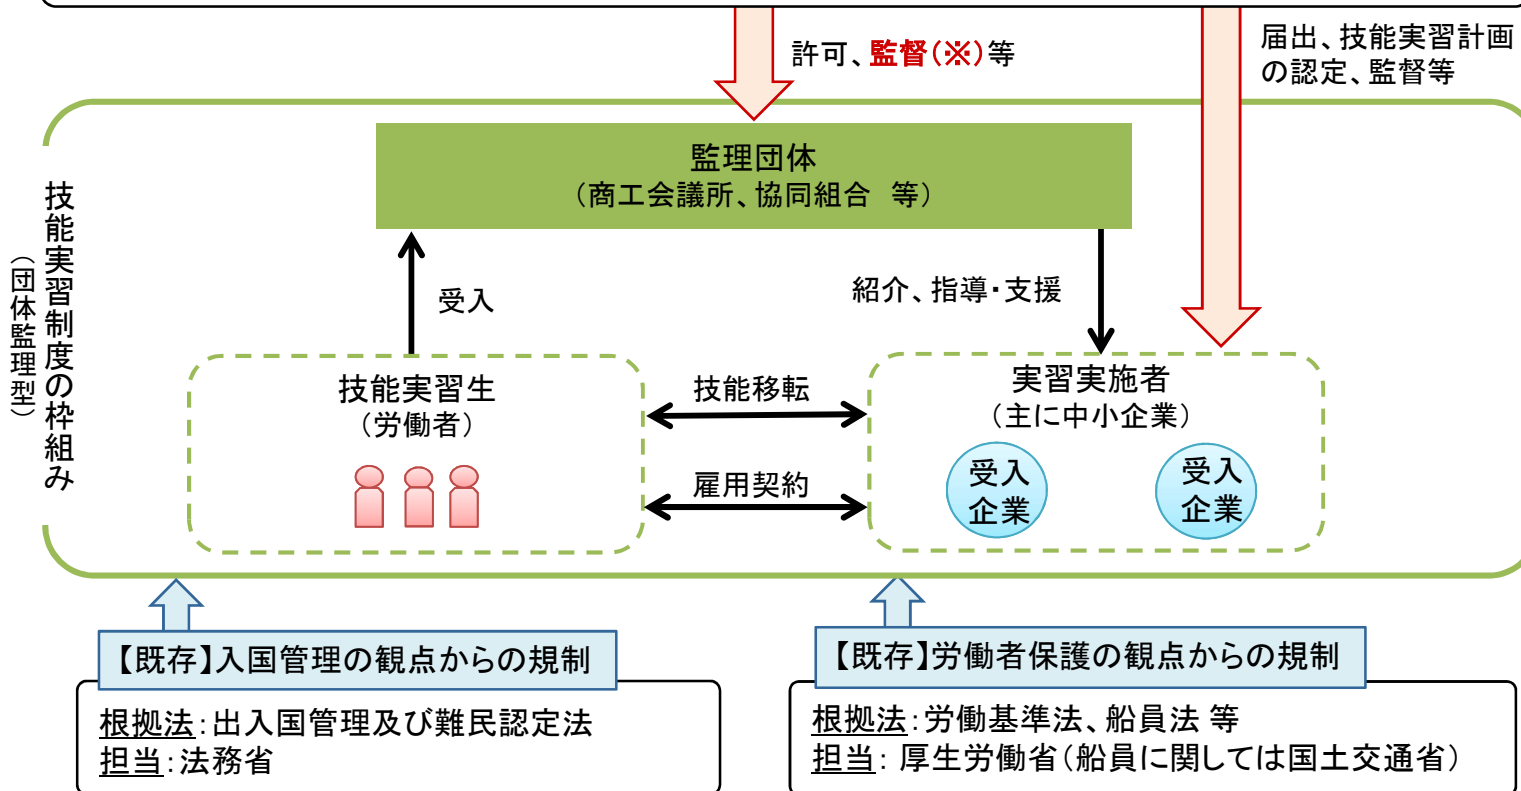 許可、監督(※)等
届出、技能実習計画
の認定、監督等
技能実習制度の枠組み
(団体監理型)
監理団体
(商工会議所、協同組合 等)
受入
紹介、指導・支援
技能実習生
(労働者)
技能移転
雇用契約
実習実施者
(主に中小企業)
受入
企業
受入
企業
【既存】入国管理の観点からの規制
根拠法:出入国管理及び難民認定法
担当:法務省
【既存】労働者保護の観点からの規制
根拠法:労働基準法、船員法 等
担当: 厚生労働省(船員に関しては国土交通省)